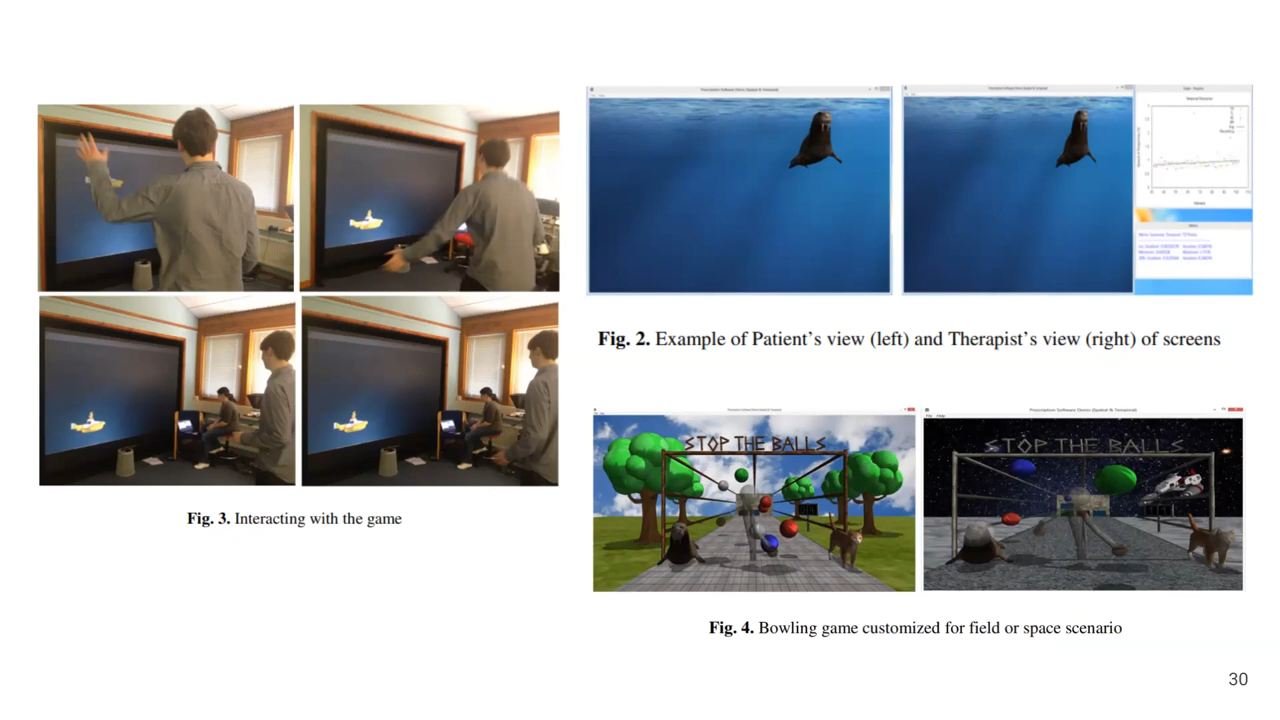 Fig. 2. Example of Patient's view (left) and Therapist's view (right) of screens
Fig. 3. Interacting with the game
STOP THE BALLS
STOP THE BALLS
Fig. 4. Bowling game customized for field or space scenario
30